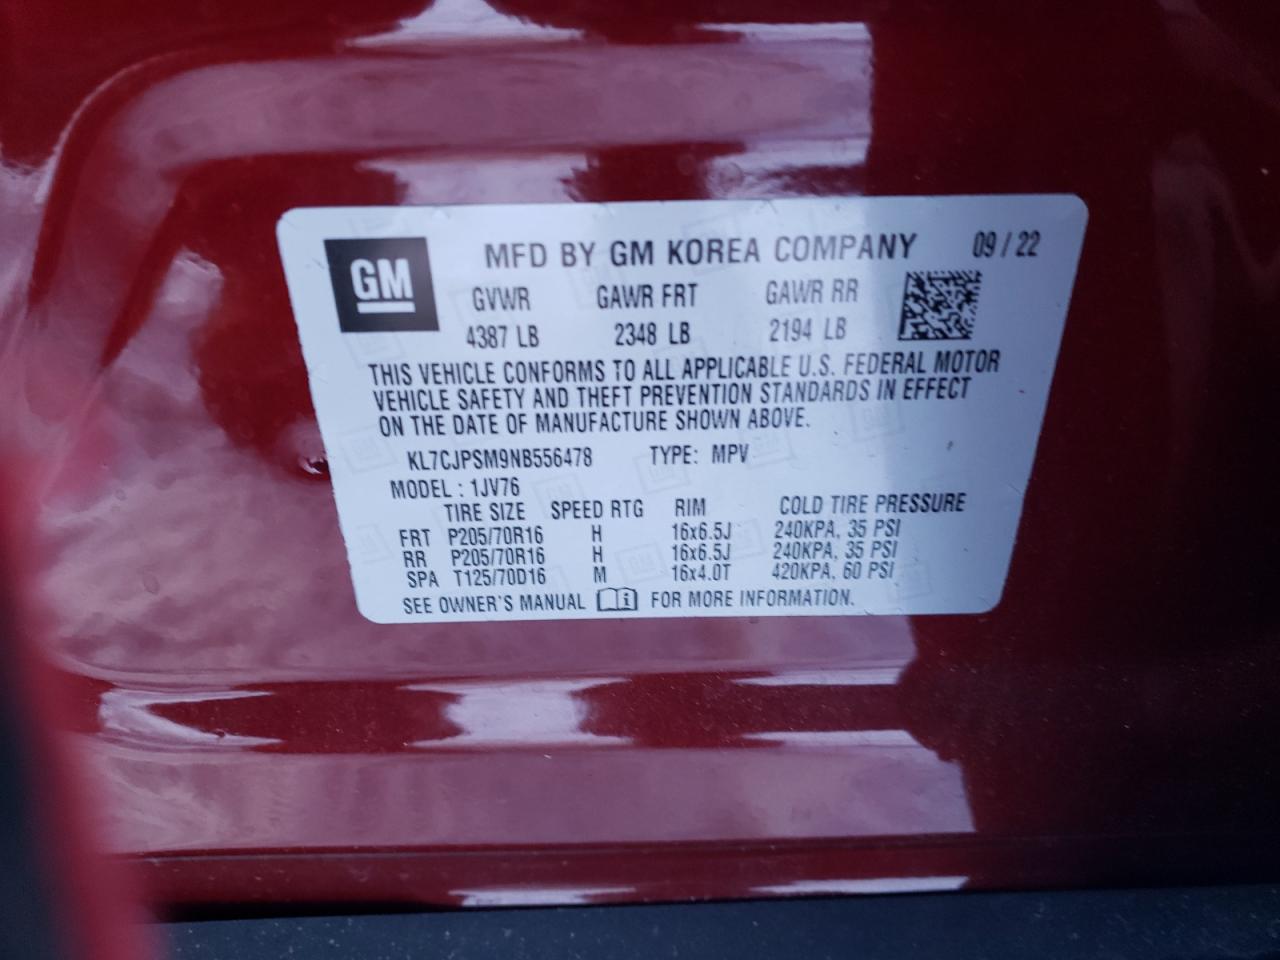 GM
MFD BY GM KOREA COMPANY 09 / 22
GVWR GAWR FRT GAWR RR
4387 LB 2348 LB 2194 LB
THIS VEHICLE CONFORMS TO ALL APPLICABLE U.S. FEDERAL MOTOR
VEHICLE SAFETY AND THEFT PREVENTION STANDARDS IN EFFECT
ON THE DATE OF MANUFACTURE SHOWN ABOVE.
KL7CJPSM9NB556478 TYPE: MPV
MODEL : 1JV76
TIRE SIZE SPEED RTG RIM COLD TIRE PRESSURE
FRT P205/70R16 H 16x6.5J 240KPA, 35 PSI
RR P205/70R16 H 16x6.5J 240KPA, 35 PSI
SPA T125/70D16 M 16x4.0T 420KPA, 60 PSI
SEE OWNER'S MANUAL FOR MORE INFORMATION.